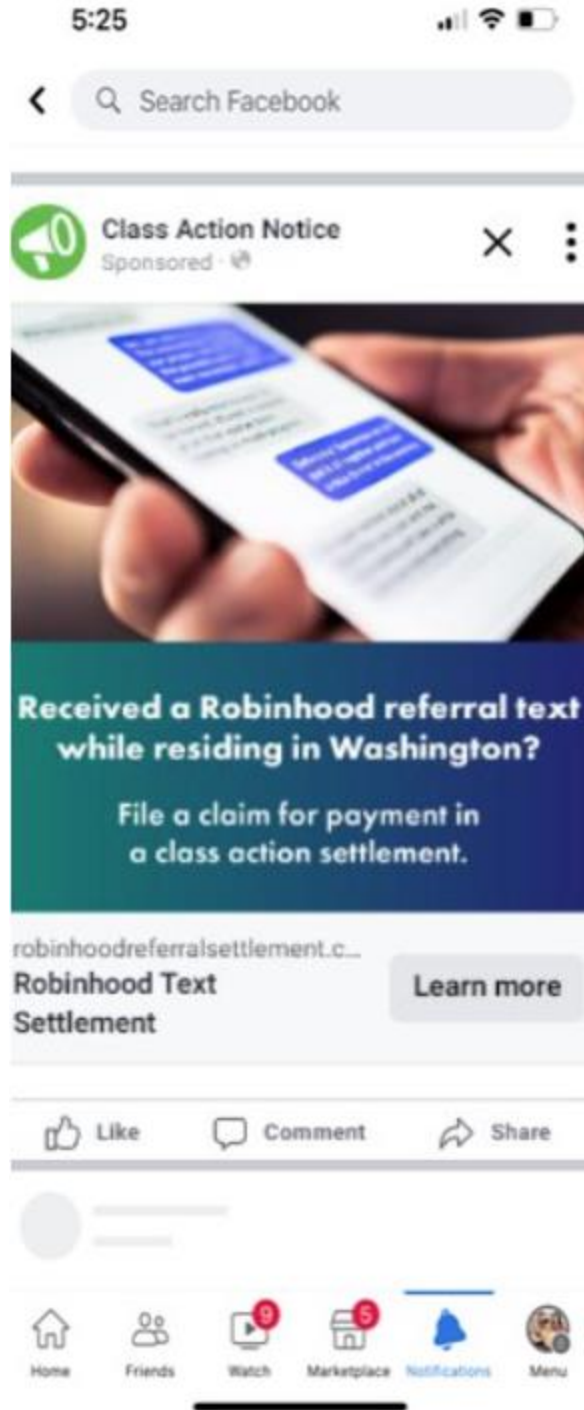 5:25
Search Facebook
Class Action Notice
Sponsored ·
Received a Robinhood referral text
while residing in Washington?
File a claim for payment in
a class action settlement.
robinhoodreferralsettlement.c...
Robinhood Text
Settlement
Learn more
Like Comment Share
9 5
Home Friends Watch Marketplace Notifications Menu